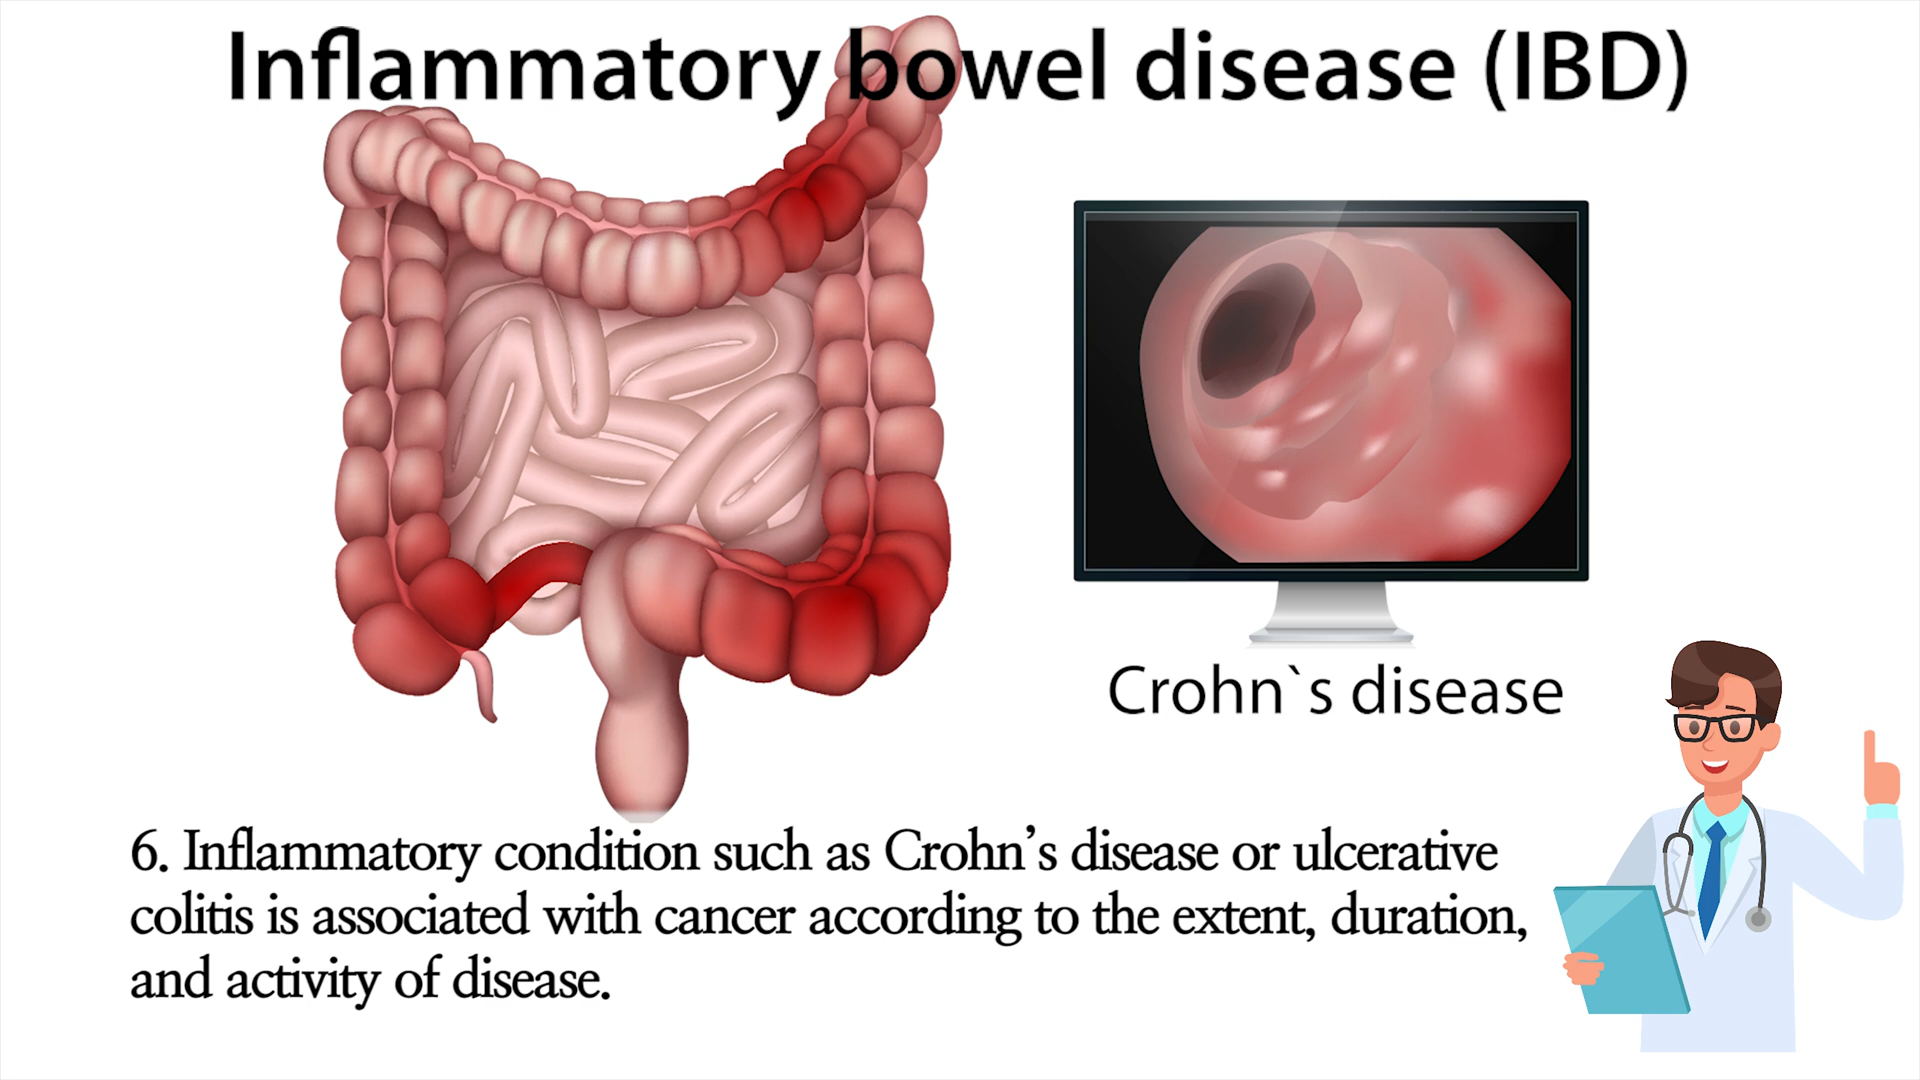 Inflammatory bowel disease (IBD)
Crohn`s disease
6. Inflammatory condition such as Crohn’s disease or ulcerative
colitis is associated with cancer according to the extent, duration,
and activity of disease.